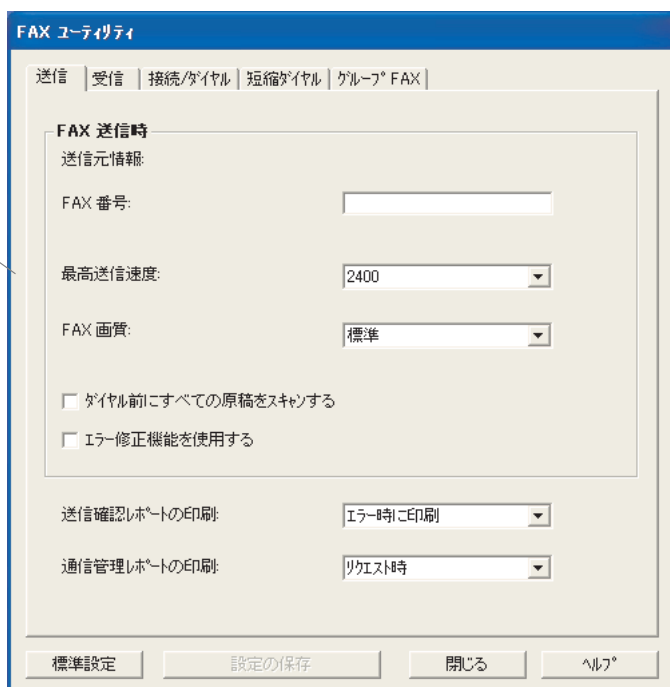 FAX ユーティリティ
送信 受信 接続/ダイヤル 短縮ダイヤル グループ FAX
FAX 送信時
送信元情報:
FAX 番号:
最高送信速度: 2400
FAX 画質: 標準
ダイヤル前にすべての原稿をスキャンする
エラー修正機能を使用する
送信確認レポートの印刷: エラー時に印刷
通信管理レポートの印刷: リクエスト時
標準設定 設定の保存 閉じる ヘルプ